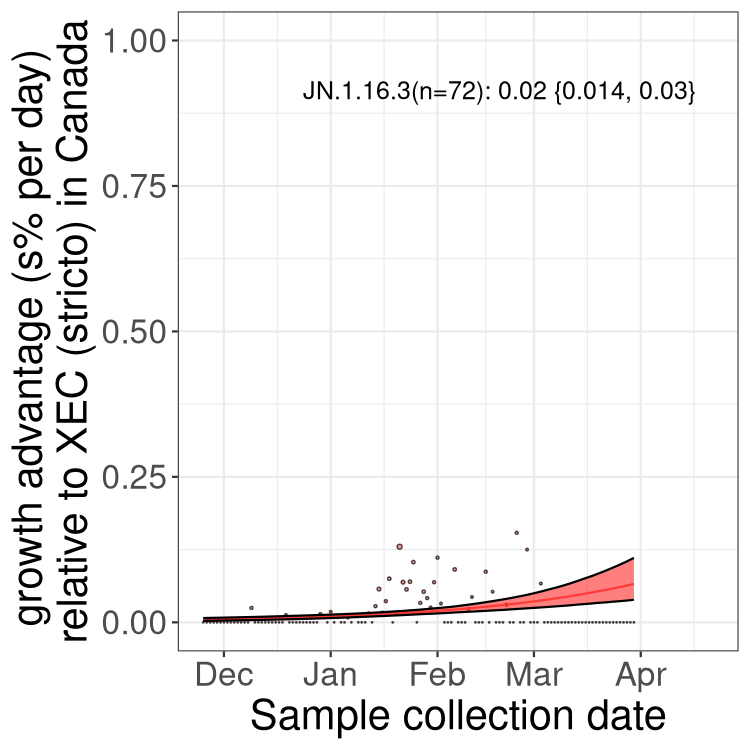 growth advantage (s% per day)
relative to XEC (stricto) in Canada
1.00
JN.1.16.3(n=72): 0.02 {0.014, 0.03}
0.75
0.50
0.25
0.00
Dec Jan Feb Mar Apr
Sample collection date